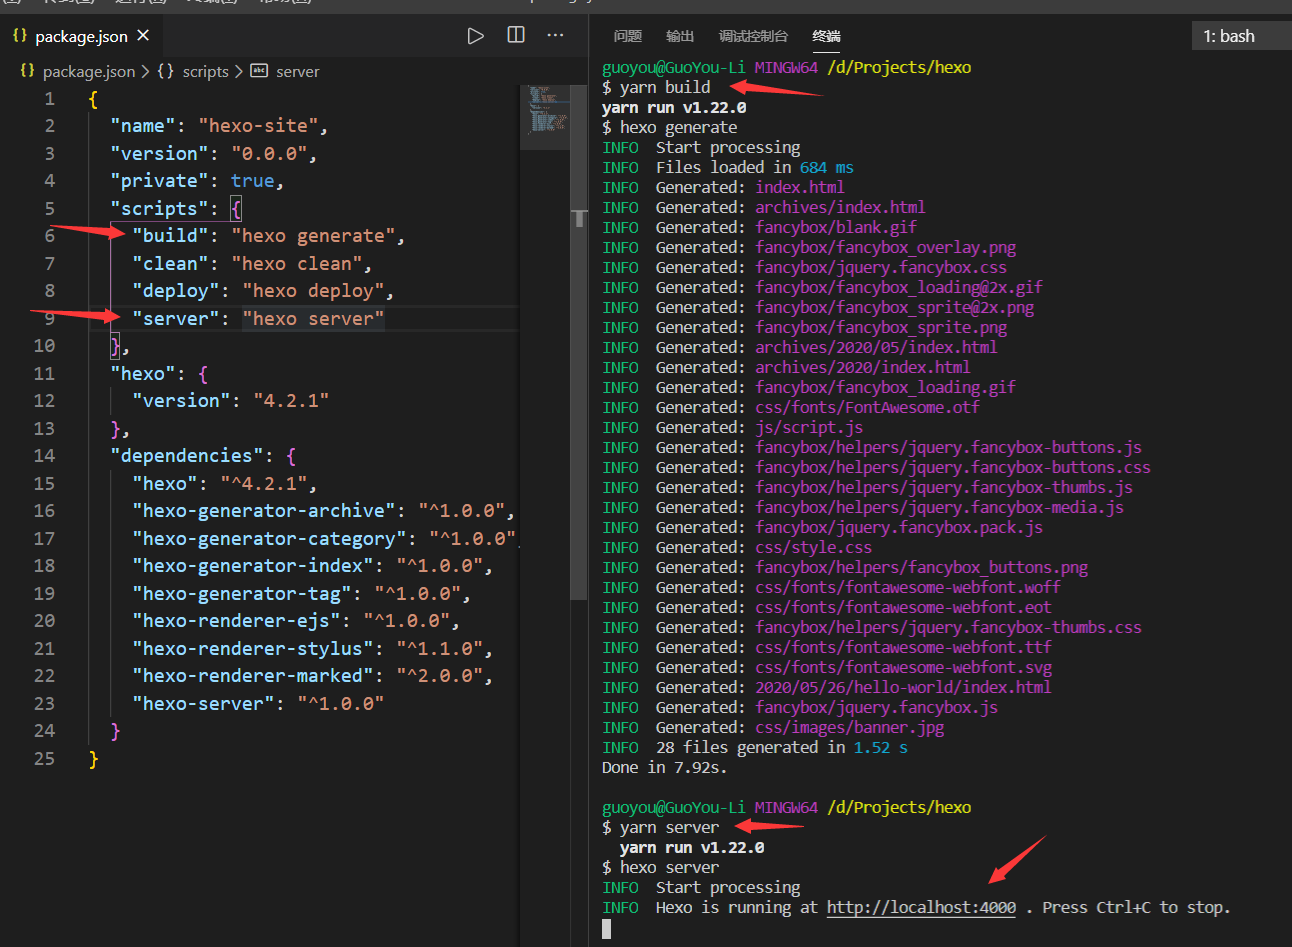 package.json
package.json > {} scripts > server
1 {
2 "name": "hexo-site",
3 "version": "0.0.0",
4 "private": true,
5 "scripts": {
6 "build": "hexo generate",
7 "clean": "hexo clean",
8 "deploy": "hexo deploy",
9 "server": "hexo server"
10 },
11 "hexo": {
12 "version": "4.2.1"
13 },
14 "dependencies": {
15 "hexo": "^4.2.1",
16 "hexo-generator-archive": "^1.0.0",
17 "hexo-generator-category": "^1.0.0",
18 "hexo-generator-index": "^1.0.0",
19 "hexo-generator-tag": "^1.0.0",
20 "hexo-renderer-ejs": "^1.0.0",
21 "hexo-renderer-stylus": "^1.1.0",
22 "hexo-renderer-marked": "^2.0.0",
23 "hexo-server": "^1.0.0"
24 }
25 }
问题 输出 调试控制台 终端
1: bash
guoyou@GuoYou-Li MINGW64 /d/Projects/hexo
$ yarn build
yarn run v1.22.0
$ hexo generate
INFO Start processing
INFO Files loaded in 684 ms
INFO Generated: index.html
INFO Generated: archives/index.html
INFO Generated: fancybox/blank.gif
INFO Generated: fancybox/fancybox_overlay.png
INFO Generated: fancybox/jquery.fancybox.css
INFO Generated: fancybox/fancybox_loading@2x.gif
INFO Generated: fancybox/fancybox_sprite@2x.png
INFO Generated: fancybox/fancybox_sprite.png
INFO Generated: archives/2020/05/index.html
INFO Generated: archives/2020/index.html
INFO Generated: fancybox/fancybox_loading.gif
INFO Generated: css/fonts/FontAwesome.otf
INFO Generated: js/script.js
INFO Generated: fancybox/helpers/jquery.fancybox-buttons.js
INFO Generated: fancybox/helpers/jquery.fancybox-buttons.css
INFO Generated: fancybox/helpers/jquery.fancybox-thumbs.js
INFO Generated: fancybox/helpers/jquery.fancybox-media.js
INFO Generated: fancybox/jquery.fancybox.pack.js
INFO Generated: css/style.css
INFO Generated: fancybox/helpers/fancybox_buttons.png
INFO Generated: css/fonts/fontawesome-webfont.woff
INFO Generated: css/fonts/fontawesome-webfont.eot
INFO Generated: fancybox/helpers/jquery.fancybox-thumbs.css
INFO Generated: css/fonts/fontawesome-webfont.ttf
INFO Generated: css/fonts/fontawesome-webfont.svg
INFO Generated: 2020/05/26/hello-world/index.html
INFO Generated: fancybox/jquery.fancybox.js
INFO Generated: css/images/banner.jpg
INFO 28 files generated in 1.52 s
Done in 7.92s.
guoyou@GuoYou-Li MINGW64 /d/Projects/hexo
$ yarn server
yarn run v1.22.0
$ hexo server
INFO Start processing
INFO Hexo is running at http://localhost:4000 . Press Ctrl+C to stop.